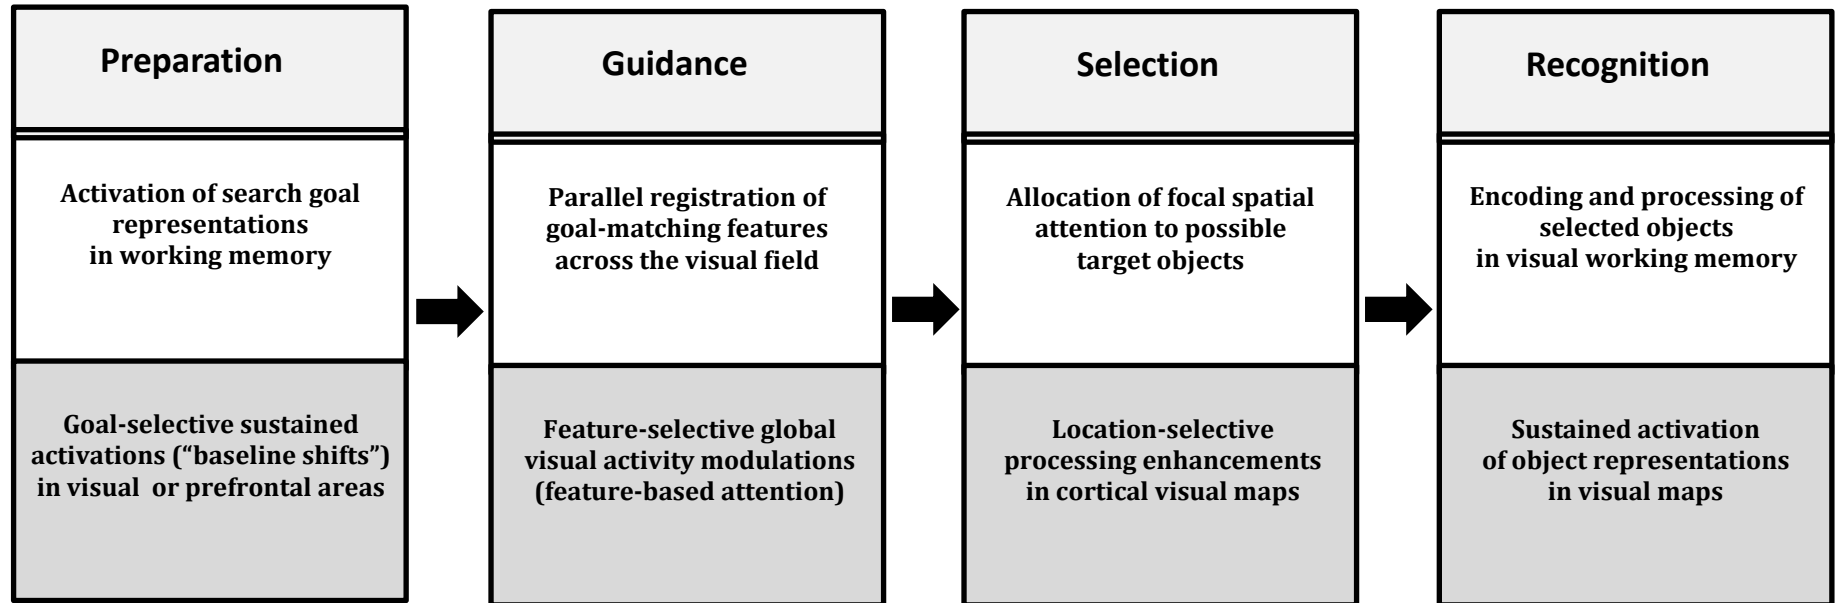 Preparation
Activation of search goal
representations
in working memory
Goal-selective sustained
activations (“baseline shifts”)
in visual  or prefrontal areas
Guidance
Parallel registration of
goal-matching features
across the visual field
Feature-selective global
visual activity modulations
(feature-based attention)
Selection
Allocation of focal spatial
attention to possible
target objects
Location-selective
processing enhancements
in cortical visual maps
Recognition
Encoding and processing of
selected objects
in visual working memory
Sustained activation
of object representations
in visual maps